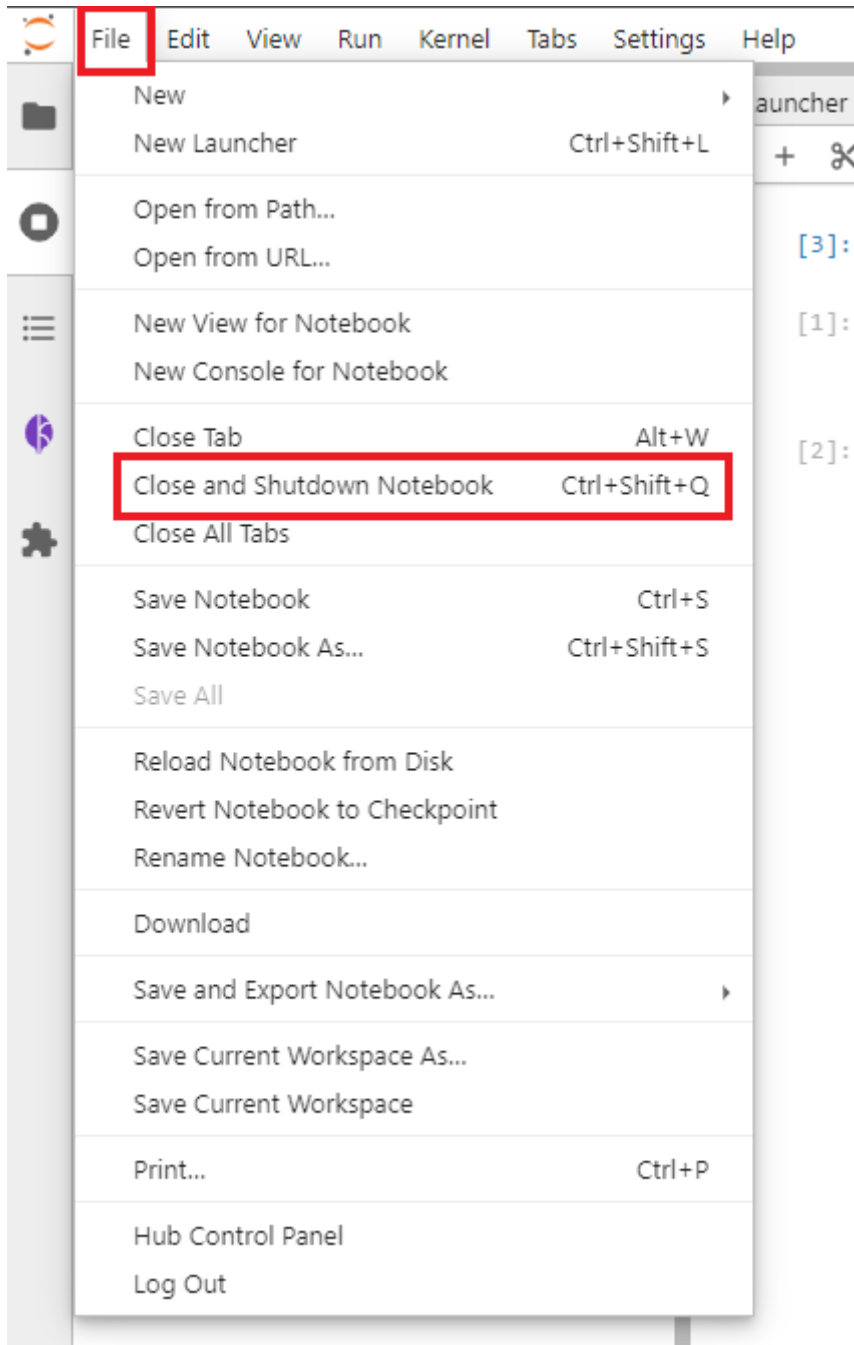 File Edit View Run Kernel Tabs Settings Help
New
auncher
New Launcher Ctrl+Shift+L
Open from Path...
Open from URL...
[3]:
New View for Notebook
[1]:
New Console for Notebook
Close Tab Alt+W
[2]:
Close and Shutdown Notebook Ctrl+Shift+Q
Close All Tabs
Save Notebook Ctrl+S
Save Notebook As... Ctrl+Shift+S
Save All
Reload Notebook from Disk
Revert Notebook to Checkpoint
Rename Notebook...
Download
Save and Export Notebook As...
Save Current Workspace As...
Save Current Workspace
Print... Ctrl+P
Hub Control Panel
Log Out